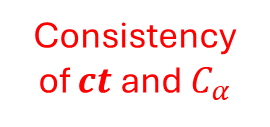 Consistency
of ct and Cα